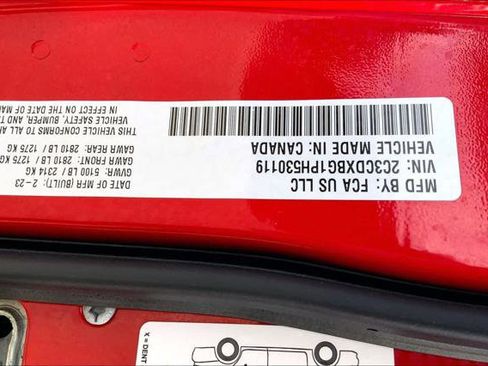 MFD BY: FCA US LLC
VIN: 2C3CDXBG1PH530119
VEHICLE MADE IN: CANADA
DATE OF MFR (BUILT): 2-23
GVWR: 5100 LB | 2314 KG
GAWR FRONT: 2810 LB | 1275 KG
GAWR REAR: 2810 LB | 1275 KG
THIS VEHICLE CONFORMS TO ALL
VEHICLE SAFETY, BUMPER, AND
IN EFFECT ON THE DATE OF
X = DENT